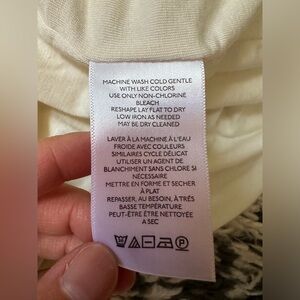 MACHINE WASH COLD GENTLE
WITH LIKE COLORS
USE ONLY NON-CHLORINE
BLEACH
RESHAPE LAY FLAT TO DRY
LOW IRON AS NEEDED
MAY BE DRY CLEANED
LAVER À LA MACHINE À L'EAU
FROIDE AVEC COULEURS
SIMILAIRES CYCLE DÉLICAT
UTILISER UN AGENT DE
BLANCHIMENT SANS CHLORE SI
NÉCESSAIRE
METTRE EN FORME ET SECHER
À PLAT
REPASSER, AU BESOIN, À TRÈS
BASSE TEMPÉRATURE
PEUT-ÊTRE ÊTRE NETTOYÉE
A SEC
P